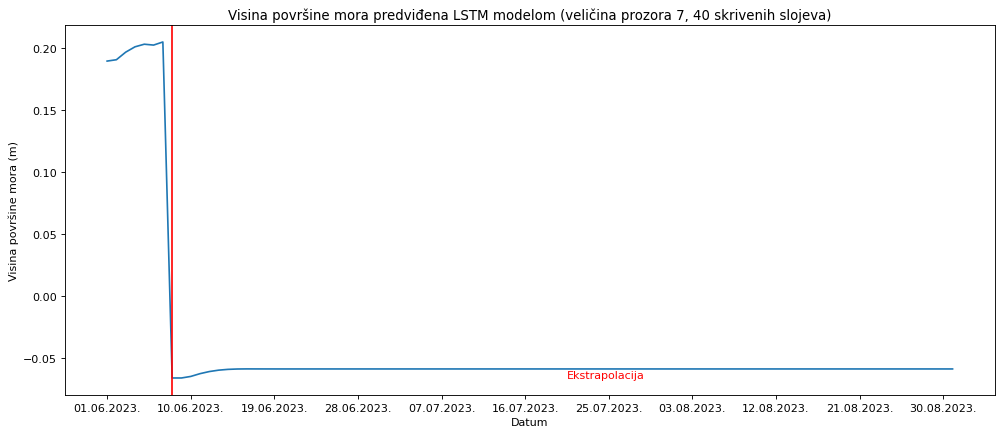 Visina površine mora predviđena LSTM modelom (veličina prozora 7, 40 skrivenih slojeva)
Visina površine mora (m)
0.20
0.15
0.10
0.05
0.00
−0.05
Ekstrapolacija
01.06.2023. 10.06.2023. 19.06.2023. 28.06.2023. 07.07.2023. 16.07.2023. 25.07.2023. 03.08.2023. 12.08.2023. 21.08.2023. 30.08.2023.
Datum